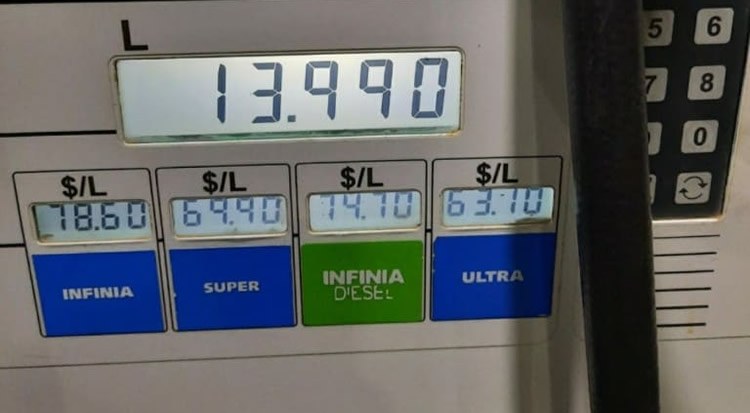 L
13.990
5 6
7 8
0
$/L $/L $/L $/L
78.60 69.90 74.10 63.10
INFINIA SUPER INFINIA ULTRA
DIESEL